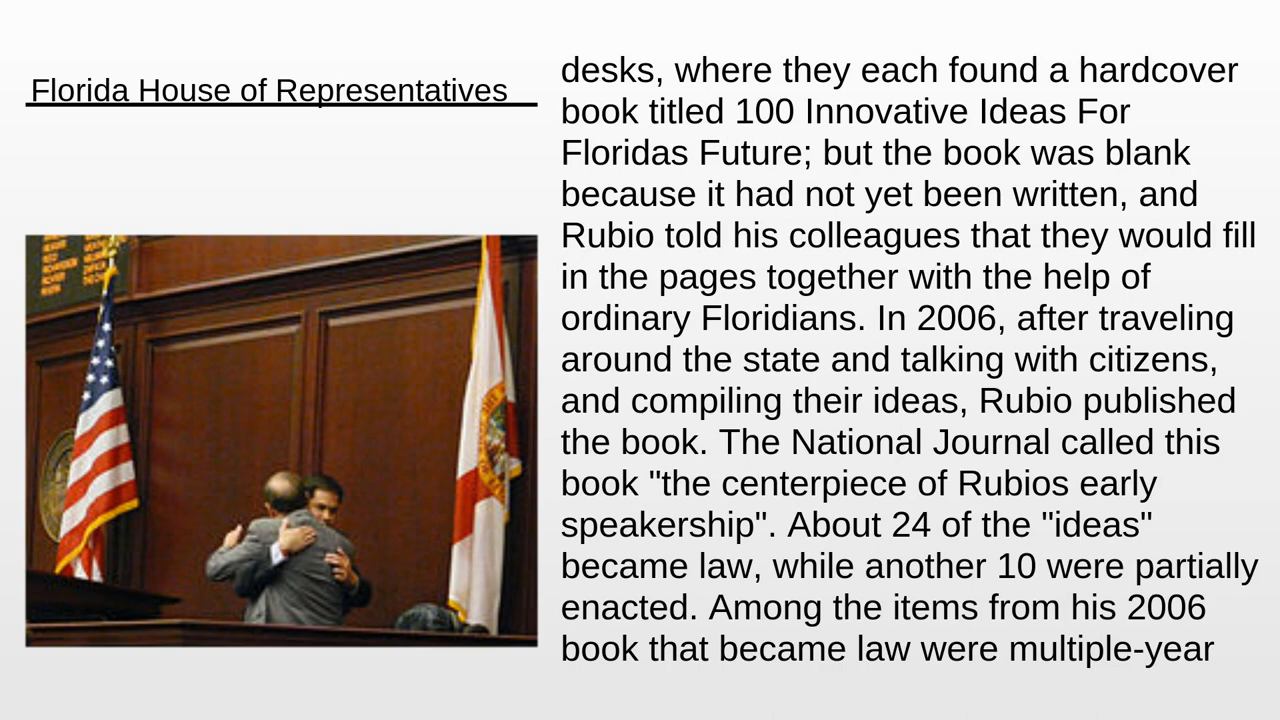 Florida House of Representatives
desks, where they each found a hardcover
book titled 100 Innovative Ideas For
Floridas Future; but the book was blank
because it had not yet been written, and
Rubio told his colleagues that they would fill
in the pages together with the help of
ordinary Floridians. In 2006, after traveling
around the state and talking with citizens,
and compiling their ideas, Rubio published
the book. The National Journal called this
book "the centerpiece of Rubios early
speakership". About 24 of the "ideas"
became law, while another 10 were partially
enacted. Among the items from his 2006
book that became law were multiple-year